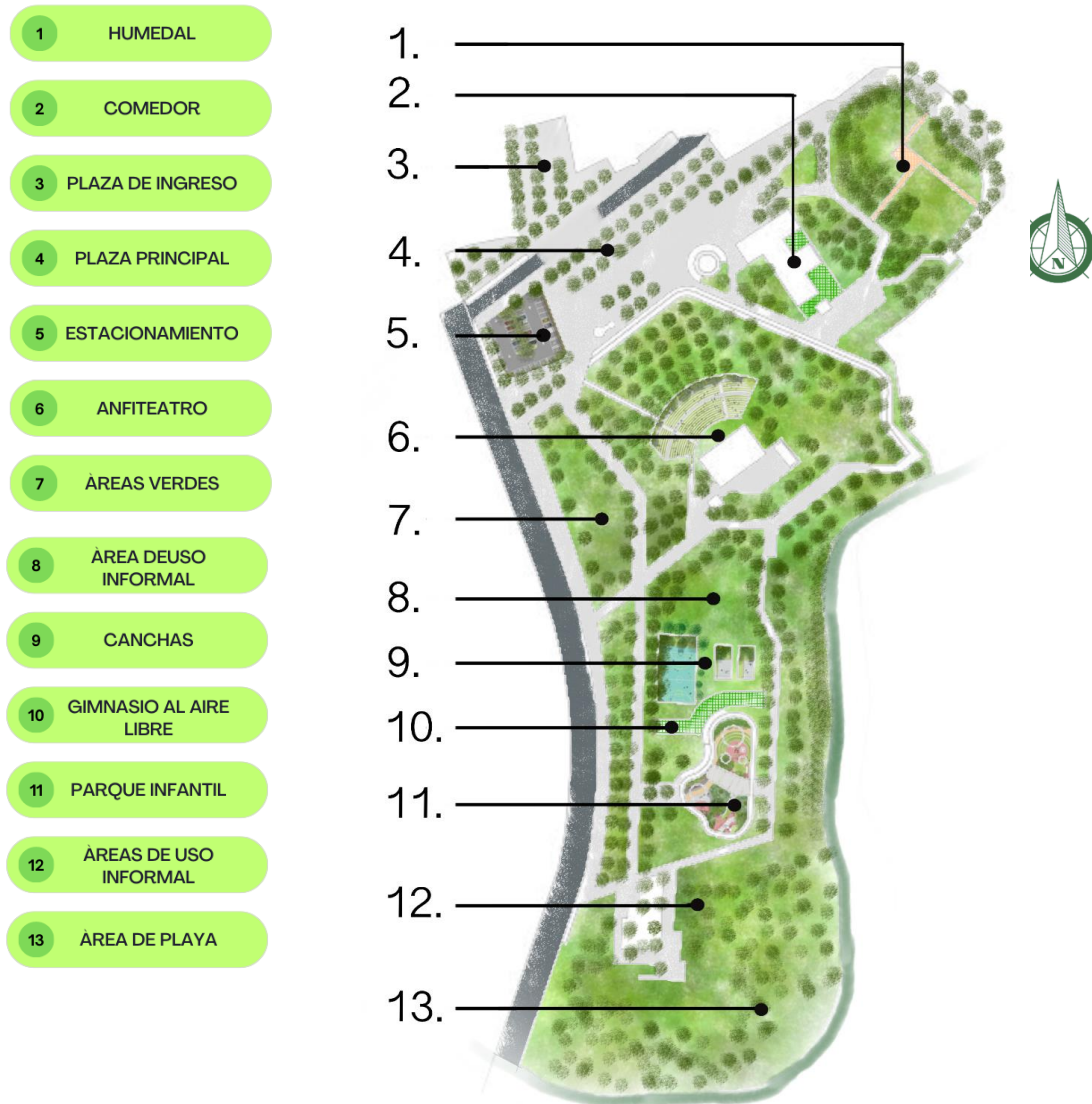 1 HUMEDAL
2 COMEDOR
3 PLAZA DE INGRESO
4 PLAZA PRINCIPAL
5 ESTACIONAMIENTO
6 ANFITEATRO
7 ÀREAS VERDES
8 ÀREA DEUSO
INFORMAL
9 CANCHAS
10 GIMNASIO AL AIRE
LIBRE
11 PARQUE INFANTIL
12 ÀREAS DE USO
INFORMAL
13 ÀREA DE PLAYA
1.
1.
2.
2.
3.
4.
5.
6.
7.
8.
9.
10.
11.
12.
13.
N